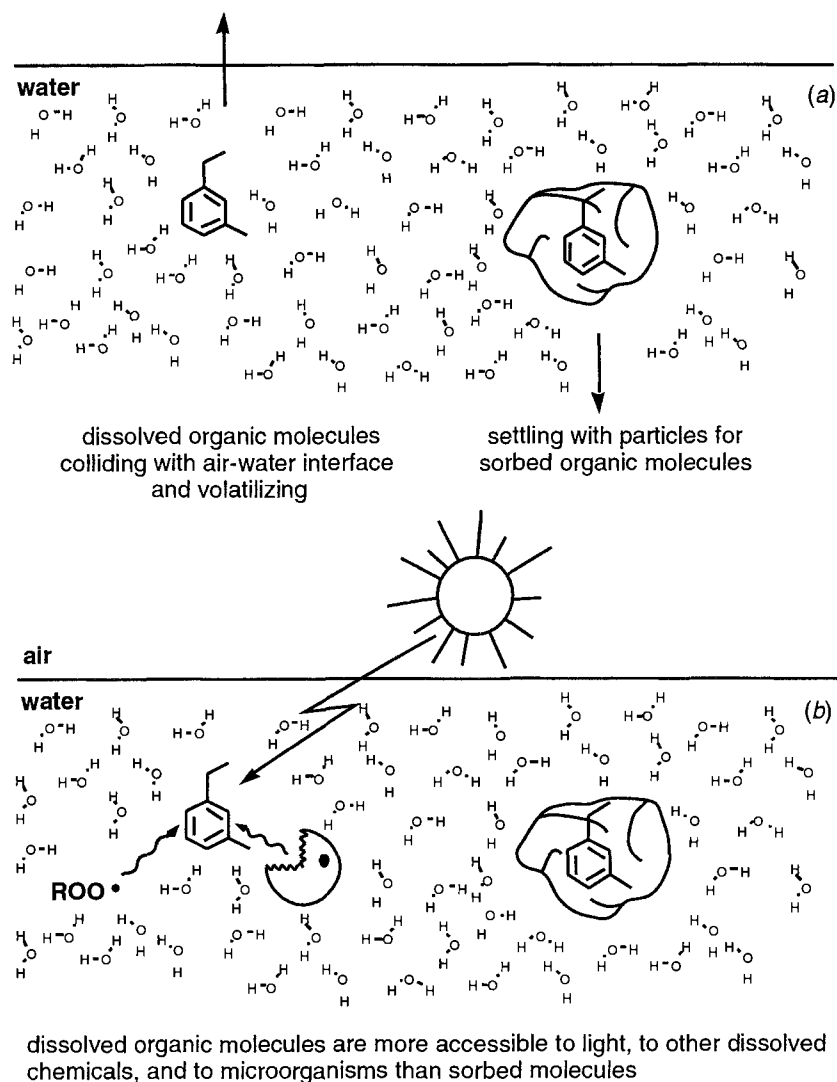 water
(a)
dissolved organic molecules
colliding with air-water interface
and volatilizing
settling with particles for
sorbed organic molecules
air
water
(b)
ROO•
dissolved organic molecules are more accessible to light, to other dissolved
chemicals, and to microorganisms than sorbed molecules